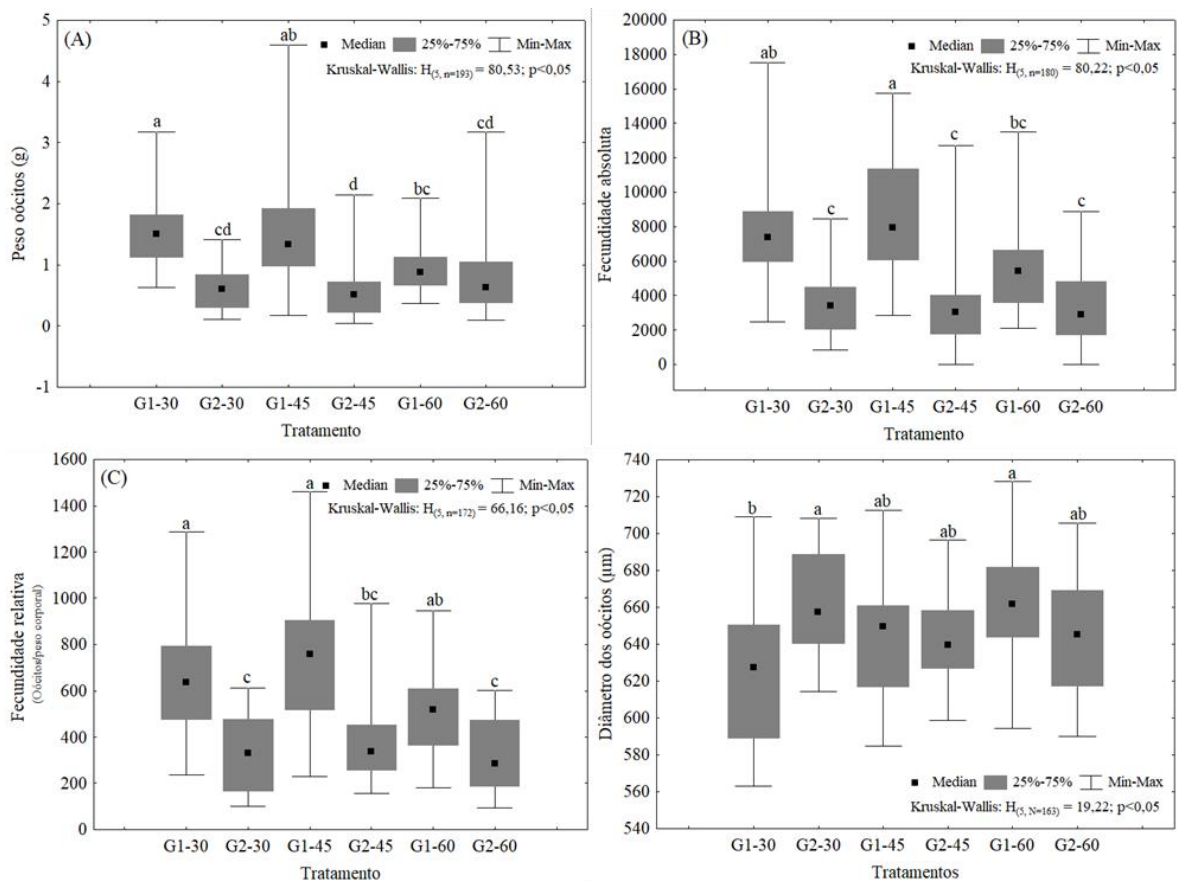 (A)
Median 25%-75% Min-Max
Kruskal-Wallis: H(5, n=193) = 80,53; p<0,05
Peso oócitos (g)
5
4
3
2
1
0
-1
a cd ab d bc cd
G1-30 G2-30 G1-45 G2-45 G1-60 G2-60
Tratamento
(B)
Median 25%-75% Min-Max
Kruskal-Wallis: H(5, n=180) = 80,22; p<0,05
Fecundidade absoluta
20000
18000
16000
14000
12000
10000
8000
6000
4000
2000
0
ab c a c bc c
G1-30 G2-30 G1-45 G2-45 G1-60 G2-60
Tratamento
(C)
Median 25%-75% Min-Max
Kruskal-Wallis: H(5, n=172) = 66,16; p<0,05
Fecundidade relativa
(Oócitos/peso corporal)
1600
1400
1200
1000
800
600
400
200
0
a c a bc ab c
G1-30 G2-30 G1-45 G2-45 G1-60 G2-60
Tratamento
Diâmetro dos oócitos (µm)
740
720
700
680
660
640
620
600
580
560
540
b a ab ab a ab
Median 25%-75% Min-Max
Kruskal-Wallis: H(5, N=163) = 19,22; p<0,05
G1-30 G2-30 G1-45 G2-45 G1-60 G2-60
Tratamentos